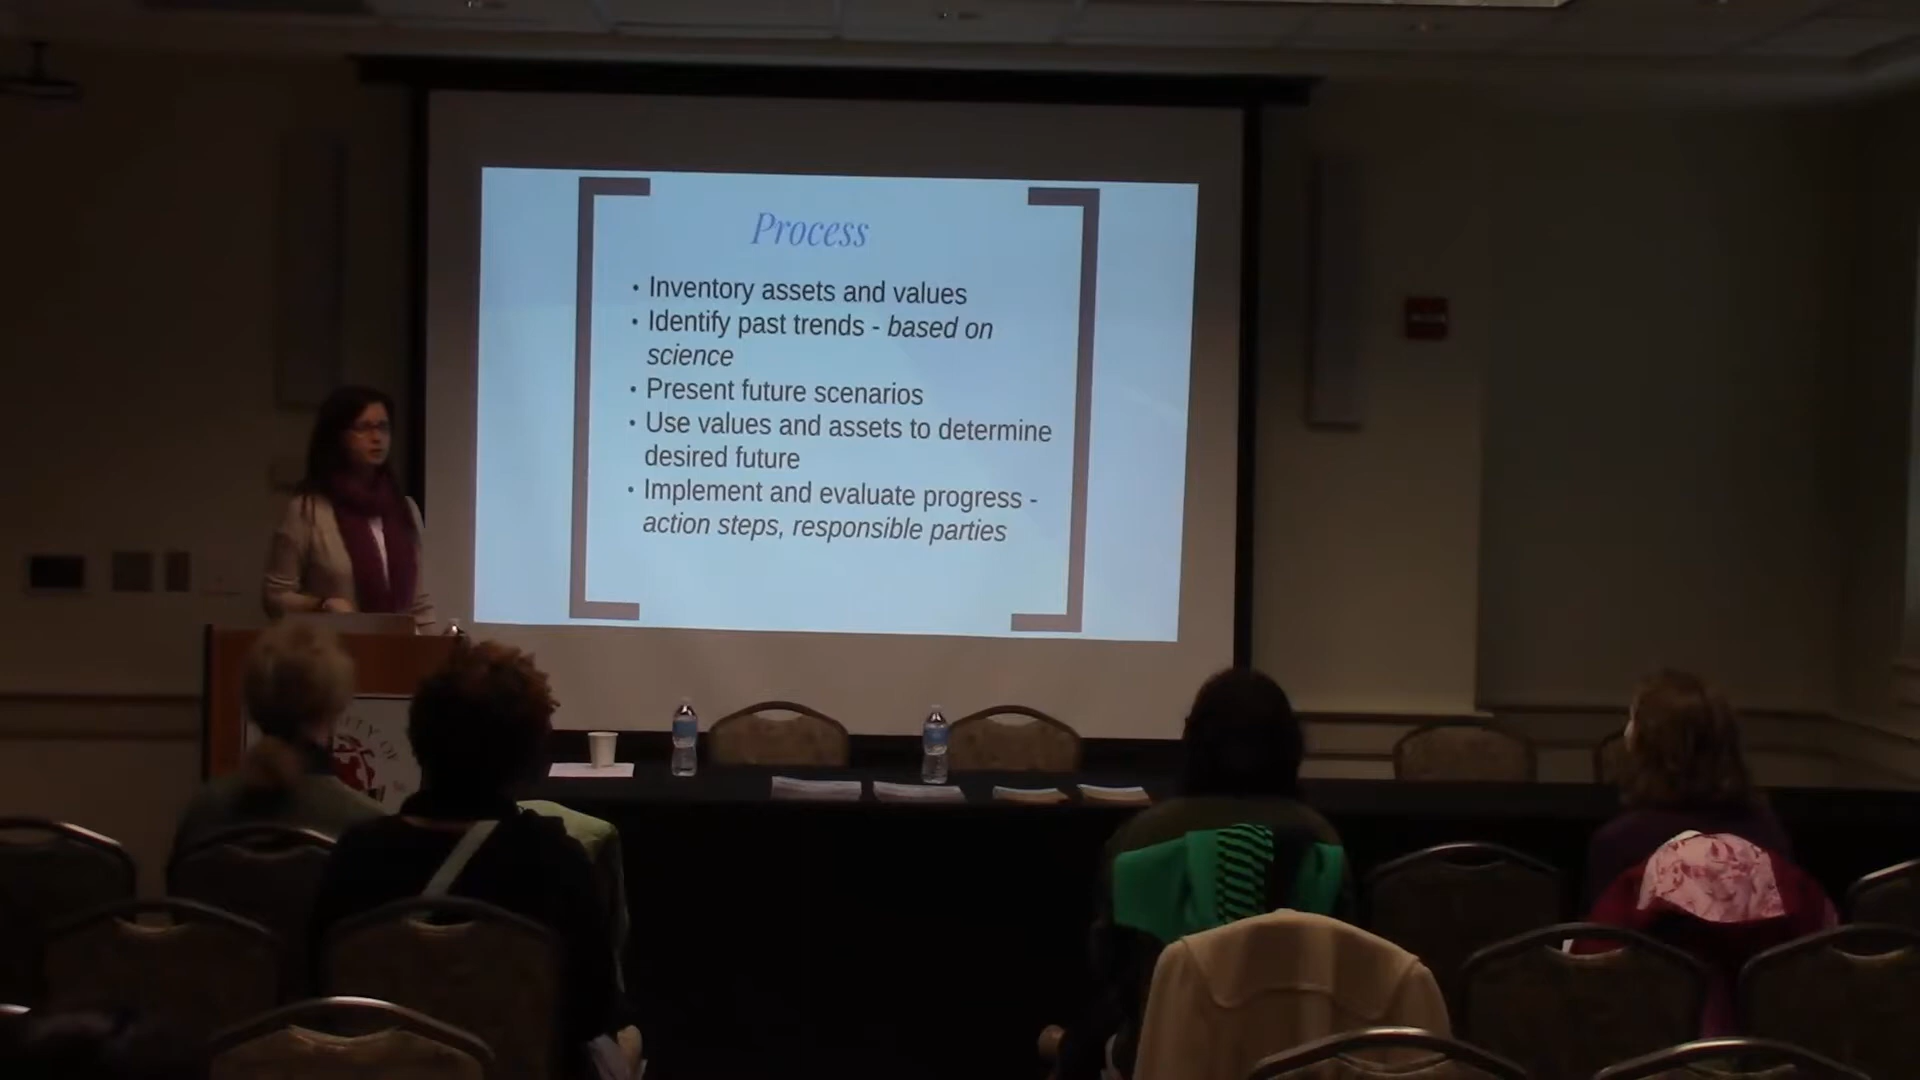 Process
• Inventory assets and values
• Identify past trends - based on
science
• Present future scenarios
• Use values and assets to determine
desired future
• Implement and evaluate progress -
action steps, responsible parties